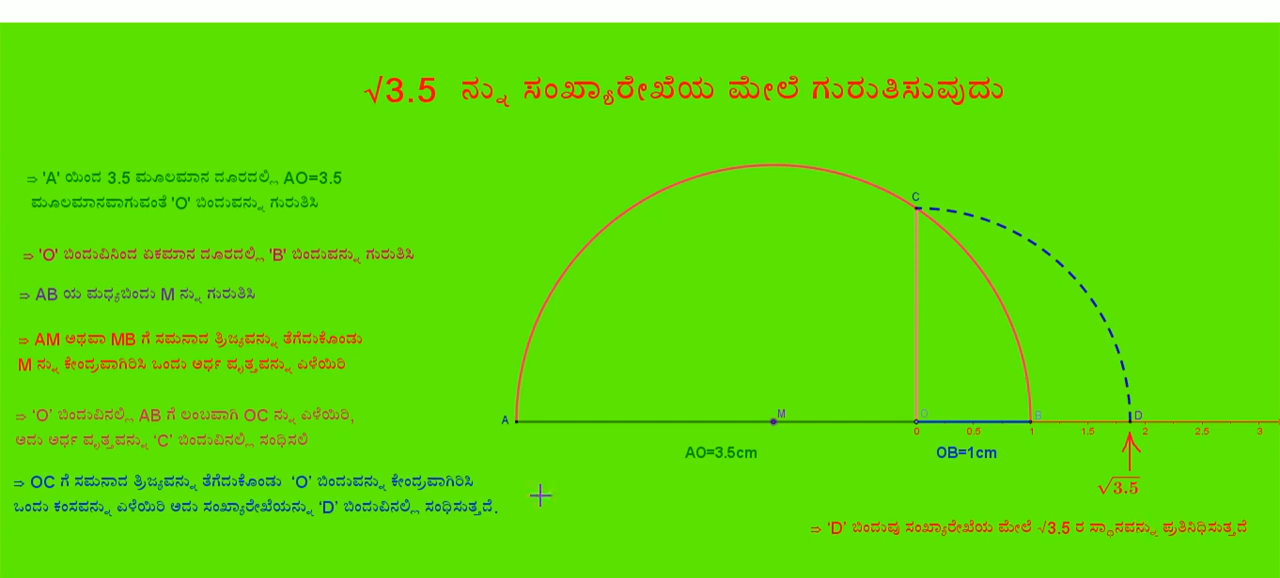 √3.5 ನ್ನು ಸಂಖ್ಯಾರೇಖೆಯ ಮೇಲೆ ಗುರುತಿಸುವುದು
⇒ 'A' ಯಿಂದ 3.5 ಮೂಲಮಾನ ದೂರದಲ್ಲಿ AO=3.5
ಮೂಲಮಾನವಾಗುವಂತೆ 'O' ಬಿಂದುವನ್ನು ಗುರುತಿಸಿ
⇒ 'O' ಬಿಂದುವಿನಿಂದ ಏಕಮಾನ ದೂರದಲ್ಲಿ 'B' ಬಿಂದುವನ್ನು ಗುರುತಿಸಿ
⇒ AB ಯ ಮಧ್ಯಬಿಂದು M ನ್ನು ಗುರುತಿಸಿ
⇒ AM ಅಥವಾ MB ಗೆ ಸಮನಾದ ತ್ರಿಜ್ಯವನ್ನು ತೆಗೆದುಕೊಂಡು
M ನ್ನು ಕೇಂದ್ರವಾಗಿರಿಸಿ ಒಂದು ಅರ್ಧ ವೃತ್ತವನ್ನು ಎಳೆಯಿರಿ
⇒ 'O' ಬಿಂದುವಿನಲ್ಲಿ AB ಗೆ ಲಂಬವಾಗಿ OC ನ್ನು ಎಳೆಯಿರಿ,
ಅದು ಅರ್ಧ ವೃತ್ತವನ್ನು 'C' ಬಿಂದುವಿನಲ್ಲಿ ಸಂಧಿಸಲಿ
⇒ OC ಗೆ ಸಮನಾದ ತ್ರಿಜ್ಯವನ್ನು ತೆಗೆದುಕೊಂಡು 'O' ಬಿಂದುವನ್ನು ಕೇಂದ್ರವಾಗಿರಿಸಿ
ಒಂದು ಕಂಸವನ್ನು ಎಳೆಯಿರಿ ಅದು ಸಂಖ್ಯಾರೇಖೆಯನ್ನು 'D' ಬಿಂದುವಿನಲ್ಲಿ ಸಂಧಿಸುತ್ತದೆ.
C
A M O B D
0 0.5 1 1.5 2 2.5 3
AO=3.5cm OB=1cm
√3.5
⇒ 'D' ಬಿಂದುವು ಸಂಖ್ಯಾರೇಖೆಯ ಮೇಲೆ √3.5 ರ ಸ್ಥಾನವನ್ನು ಪ್ರತಿನಿಧಿಸುತ್ತದೆ